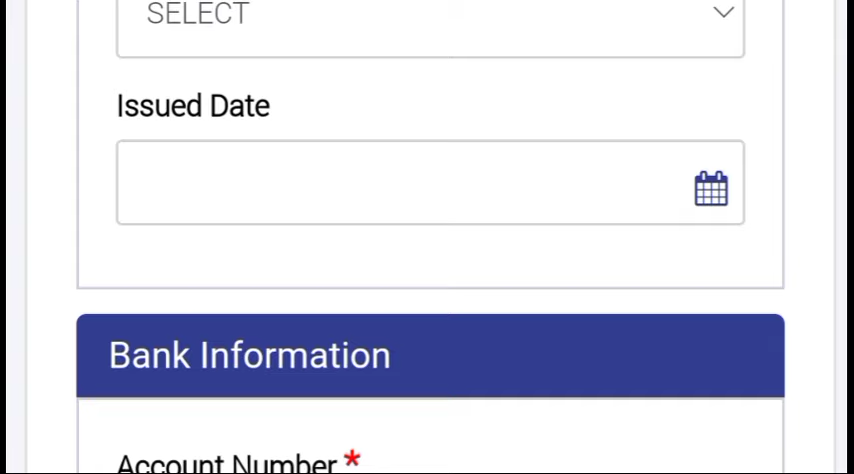 SELECT
Issued Date
Bank Information
Account Number *